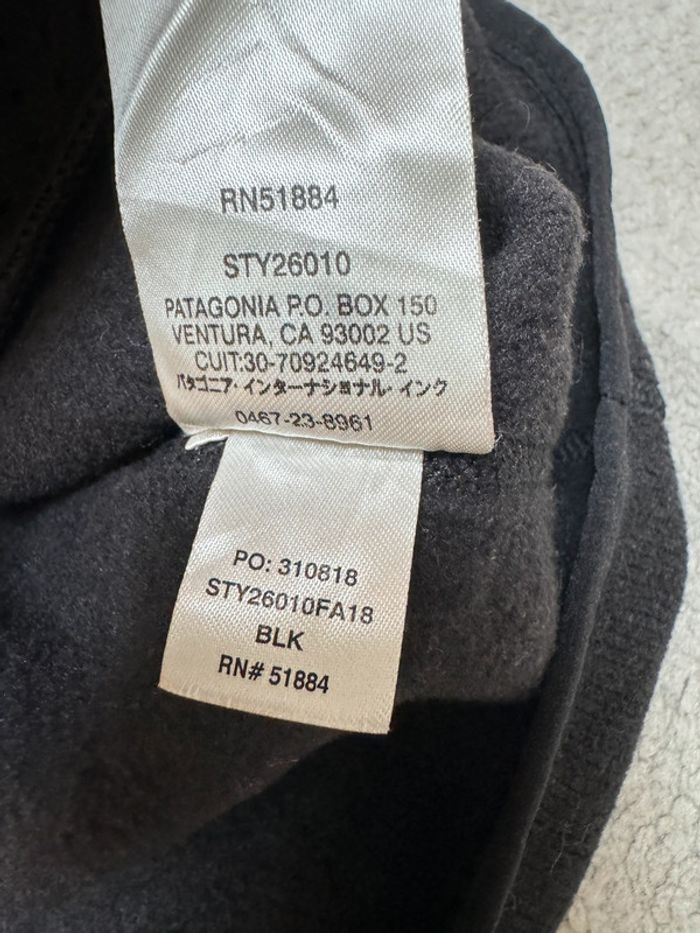 RN51884
STY26010
PATAGONIA P.O. BOX 150
VENTURA, CA 93002 US
CUIT:30-70924649-2
パタゴニア・インターナショナル・インク
0467-23-8961
PO: 310818
STY26010FA18
BLK
RN# 51884